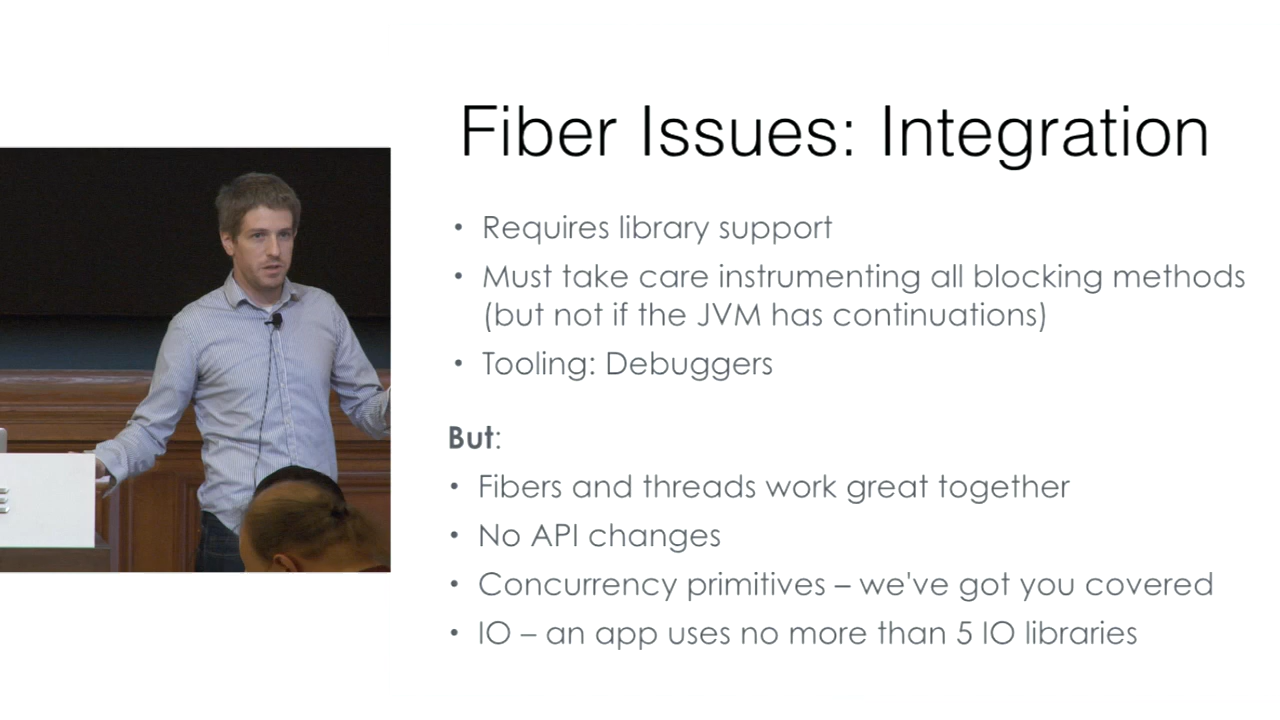 Fiber Issues: Integration
• Requires library support
• Must take care instrumenting all blocking methods
(but not if the JVM has continuations)
• Tooling: Debuggers
But:
• Fibers and threads work great together
• No API changes
• Concurrency primitives – we've got you covered
• IO – an app uses no more than 5 IO libraries